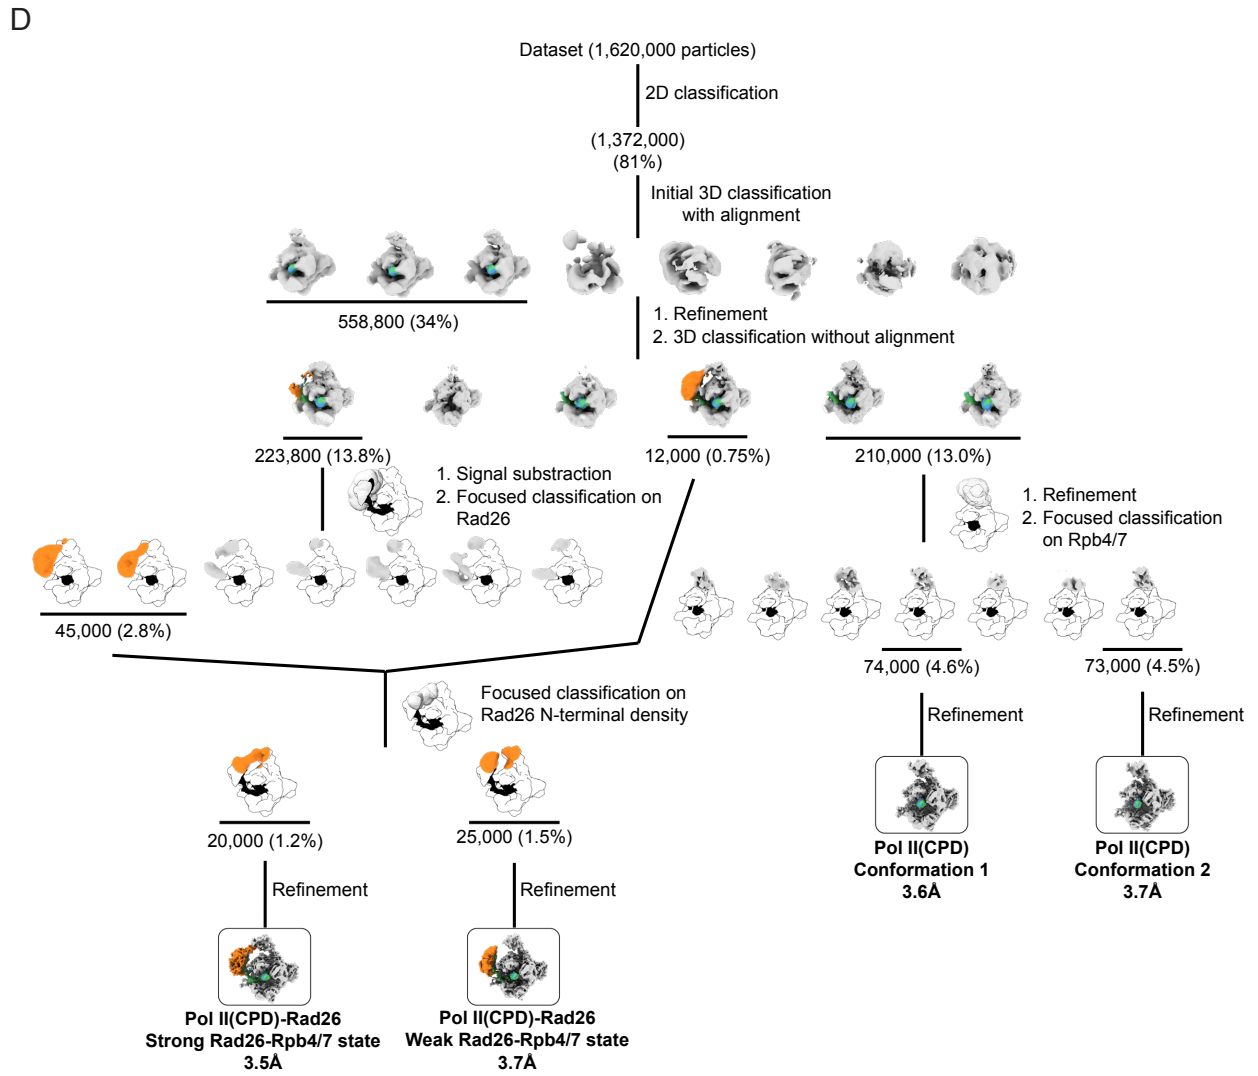 D
Dataset (1,620,000 particles)
2D classification
(1,372,000)
(81%)
Initial 3D classification
with alignment
558,800 (34%)
1. Refinement
2. 3D classification without alignment
223,800 (13.8%)
12,000 (0.75%)
210,000 (13.0%)
1. Signal substraction
2. Focused classification on
Rad26
1. Refinement
2. Focused classification
on Rpb4/7
45,000 (2.8%)
74,000 (4.6%)
73,000 (4.5%)
Focused classification on
Rad26 N-terminal density
Refinement
Refinement
20,000 (1.2%)
25,000 (1.5%)
Pol II(CPD)
Conformation 1
3.6Å
Pol II(CPD)
Conformation 2
3.7Å
Refinement
Refinement
Pol II(CPD)-Rad26
Strong Rad26-Rpb4/7 state
3.5Å
Pol II(CPD)-Rad26
Weak Rad26-Rpb4/7 state
3.7Å